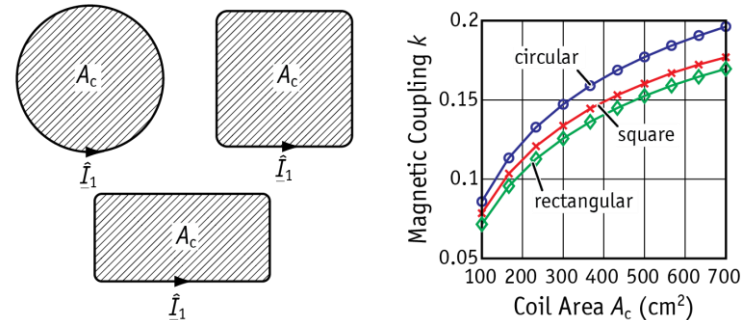 A_c
Î_1
A_c
Î_1
A_c
Î_1
Magnetic Coupling k
0.2
0.15
0.1
0.05
circular
square
rectangular
100 200 300 400 500 600 700
Coil Area A_c (cm²)